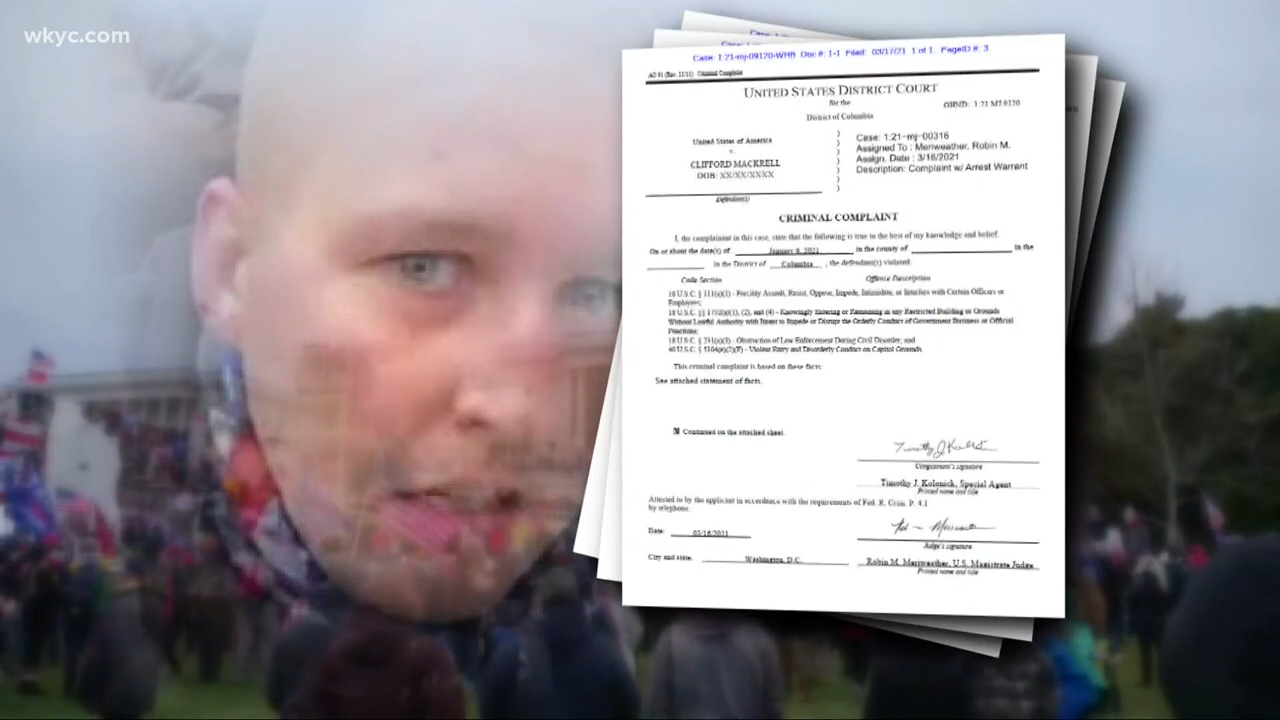 wkyc.com
Case: 1:21-mj-09120-WHB Doc #: 1-1 Filed: 03/17/21 1 of 1. PageID #: 3
AO 91 (Rev. 11/11) Criminal Complaint
UNITED STATES DISTRICT COURT
for the
District of Columbia
OHND: 1:21 MJ 9120
United States of America
v.
CLIFFORD MACKRELL
DOB: XX/XX/XXXX
Defendant(s)
)
)
)
)
)
)
Case: 1:21-mj-00316
Assigned To : Meriweather, Robin M.
Assign. Date : 3/16/2021
Description: Complaint w/ Arrest Warrant
CRIMINAL COMPLAINT
I, the complainant in this case, state that the following is true to the best of my knowledge and belief.
On or about the date(s) of January 6, 2021 in the county of in the
in the District of Columbia , the defendant(s) violated:
Code Section Offense Description
18 U.S.C. § 111(a)(1) - Forcibly Assault, Resist, Oppose, Impede, Intimidate, or Interfere with Certain Officers or
Employees;
18 U.S.C. §§ 1752(a)(1), (2), and (4) - Knowingly Entering or Remaining in any Restricted Building or Grounds
Without Lawful Authority with Intent to Impede or Disrupt the Orderly Conduct of Government Business or Official
Functions;
18 U.S.C. § 231(a)(3) - Obstruction of Law Enforcement During Civil Disorder; and
40 U.S.C. § 5104(e)(2)(F) - Violent Entry and Disorderly Conduct on Capitol Grounds.
This criminal complaint is based on these facts:
See attached statement of facts.
Continued on the attached sheet.
Complainant's signature
Timothy J. Kolonick, Special Agent
Printed name and title
Attested to by the applicant in accordance with the requirements of Fed. R. Crim. P. 4.1
by telephone.
Date: 03/16/2021
Judge's signature
City and state: Washington, D.C.
Robin M. Meriweather, U.S. Magistrate Judge
Printed name and title